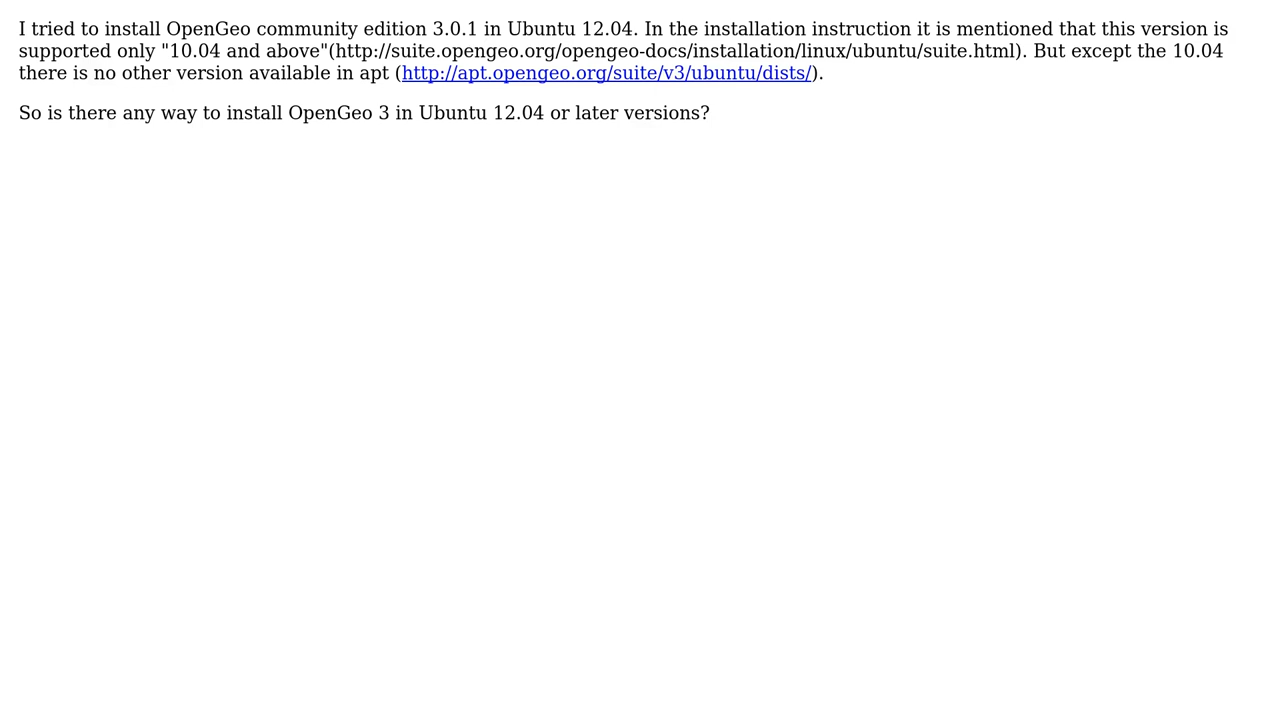 I tried to install OpenGeo community edition 3.0.1 in Ubuntu 12.04. In the installation instruction it is mentioned that this version is
supported only "10.04 and above"(http://suite.opengeo.org/opengeo-docs/installation/linux/ubuntu/suite.html). But except the 10.04
there is no other version available in apt (http://apt.opengeo.org/suite/v3/ubuntu/dists/).
So is there any way to install OpenGeo 3 in Ubuntu 12.04 or later versions?